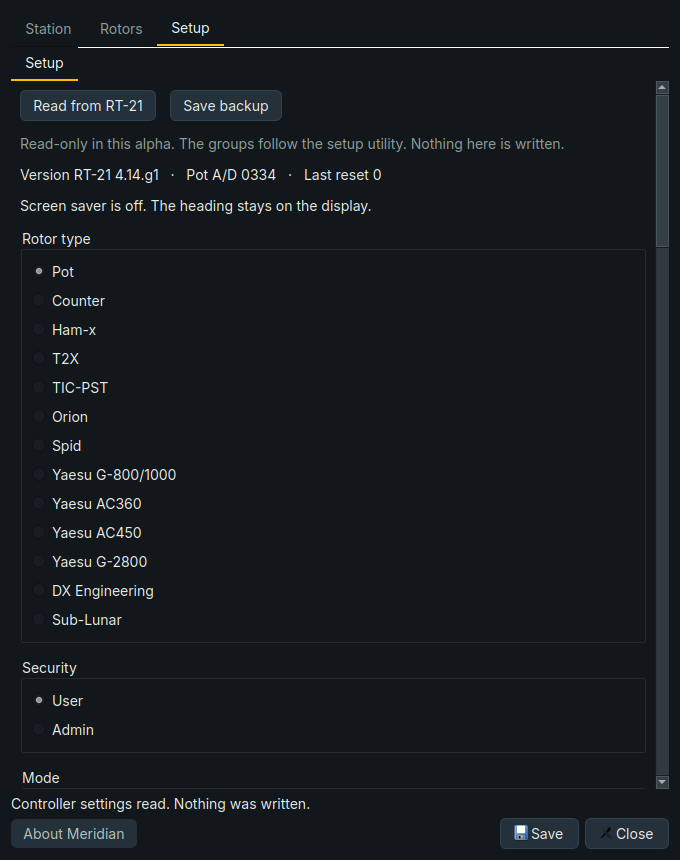 Station Rotors Setup
Setup
Read from RT-21 Save backup
Read-only in this alpha. The groups follow the setup utility. Nothing here is written.
Version RT-21 4.14.g1 · Pot A/D 0334 · Last reset 0
Screen saver is off. The heading stays on the display.
Rotor type
Pot
Counter
Ham-x
T2X
TIC-PST
Orion
Spid
Yaesu G-800/1000
Yaesu AC360
Yaesu AC450
Yaesu G-2800
DX Engineering
Sub-Lunar
Security
User
Admin
Mode
Controller settings read. Nothing was written.
About Meridian Save Close